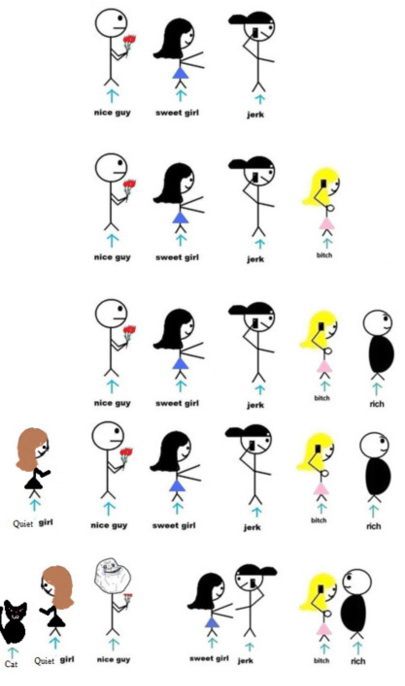 nice guy sweet girl jerk
nice guy sweet girl jerk bitch
nice guy sweet girl jerk bitch rich
Quiet girl nice guy sweet girl jerk bitch rich
Cat Quiet girl nice guy sweet girl jerk bitch rich